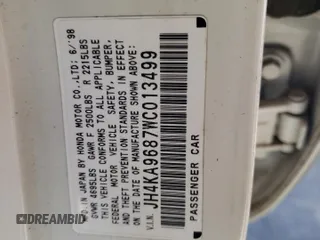 MFD. IN JAPAN BY HONDA MOTOR CO.,LTD: 6/'98
GVWR 4695LBS GAWR F 2500LBS R 2215LBS
THIS VEHICLE CONFORMS TO ALL APPLICABLE
FEDERAL MOTOR VEHICLE SAFETY, BUMPER,
AND THEFT PREVENTION STANDARDS IN EFFECT
ON THE DATE OF MANUFACTURE SHOWN ABOVE:
V.I.N. JH4KA9687WC013499
PASSENGER CAR
DREAMBID